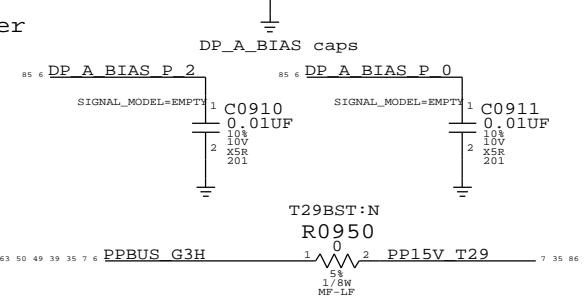 er
DP_A_BIAS caps
85 6 DP_A_BIAS_P_2
85 6 DP_A_BIAS_P_0
SIGNAL_MODEL=EMPTY
1
C0910
0.01UF
10%
10V
X5R
201
2
SIGNAL_MODEL=EMPTY
1
C0911
0.01UF
10%
10V
X5R
201
2
T29BST:N
R0950
0
63 50 49 39 35 7 6 PPBUS_G3H 1 2 PP15V_T29 7 35 86
5%
1/8W
MF-LF